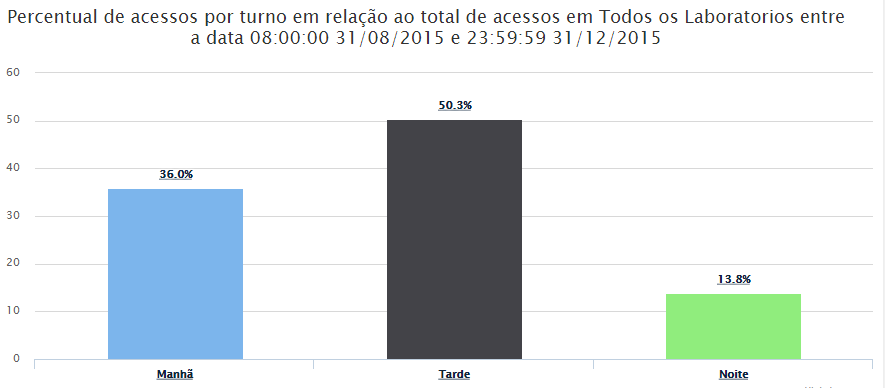 Percentual de acessos por turno em relação ao total de acessos em Todos os Laboratorios entre
a data 08:00:00 31/08/2015 e 23:59:59 31/12/2015
60
50.3%
50
40
36.0%
30
20
13.8%
10
0
Manhã
Tarde
Noite